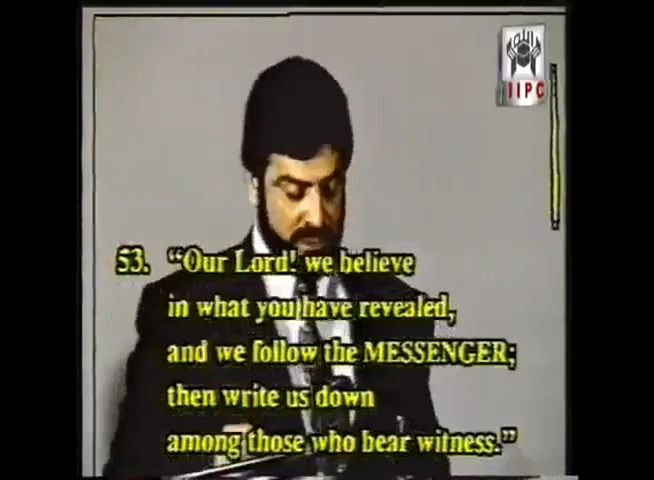 IIPC
53. "Our Lord! we believe
in what you have revealed,
and we follow the MESSENGER;
then write us down
among those who bear witness."